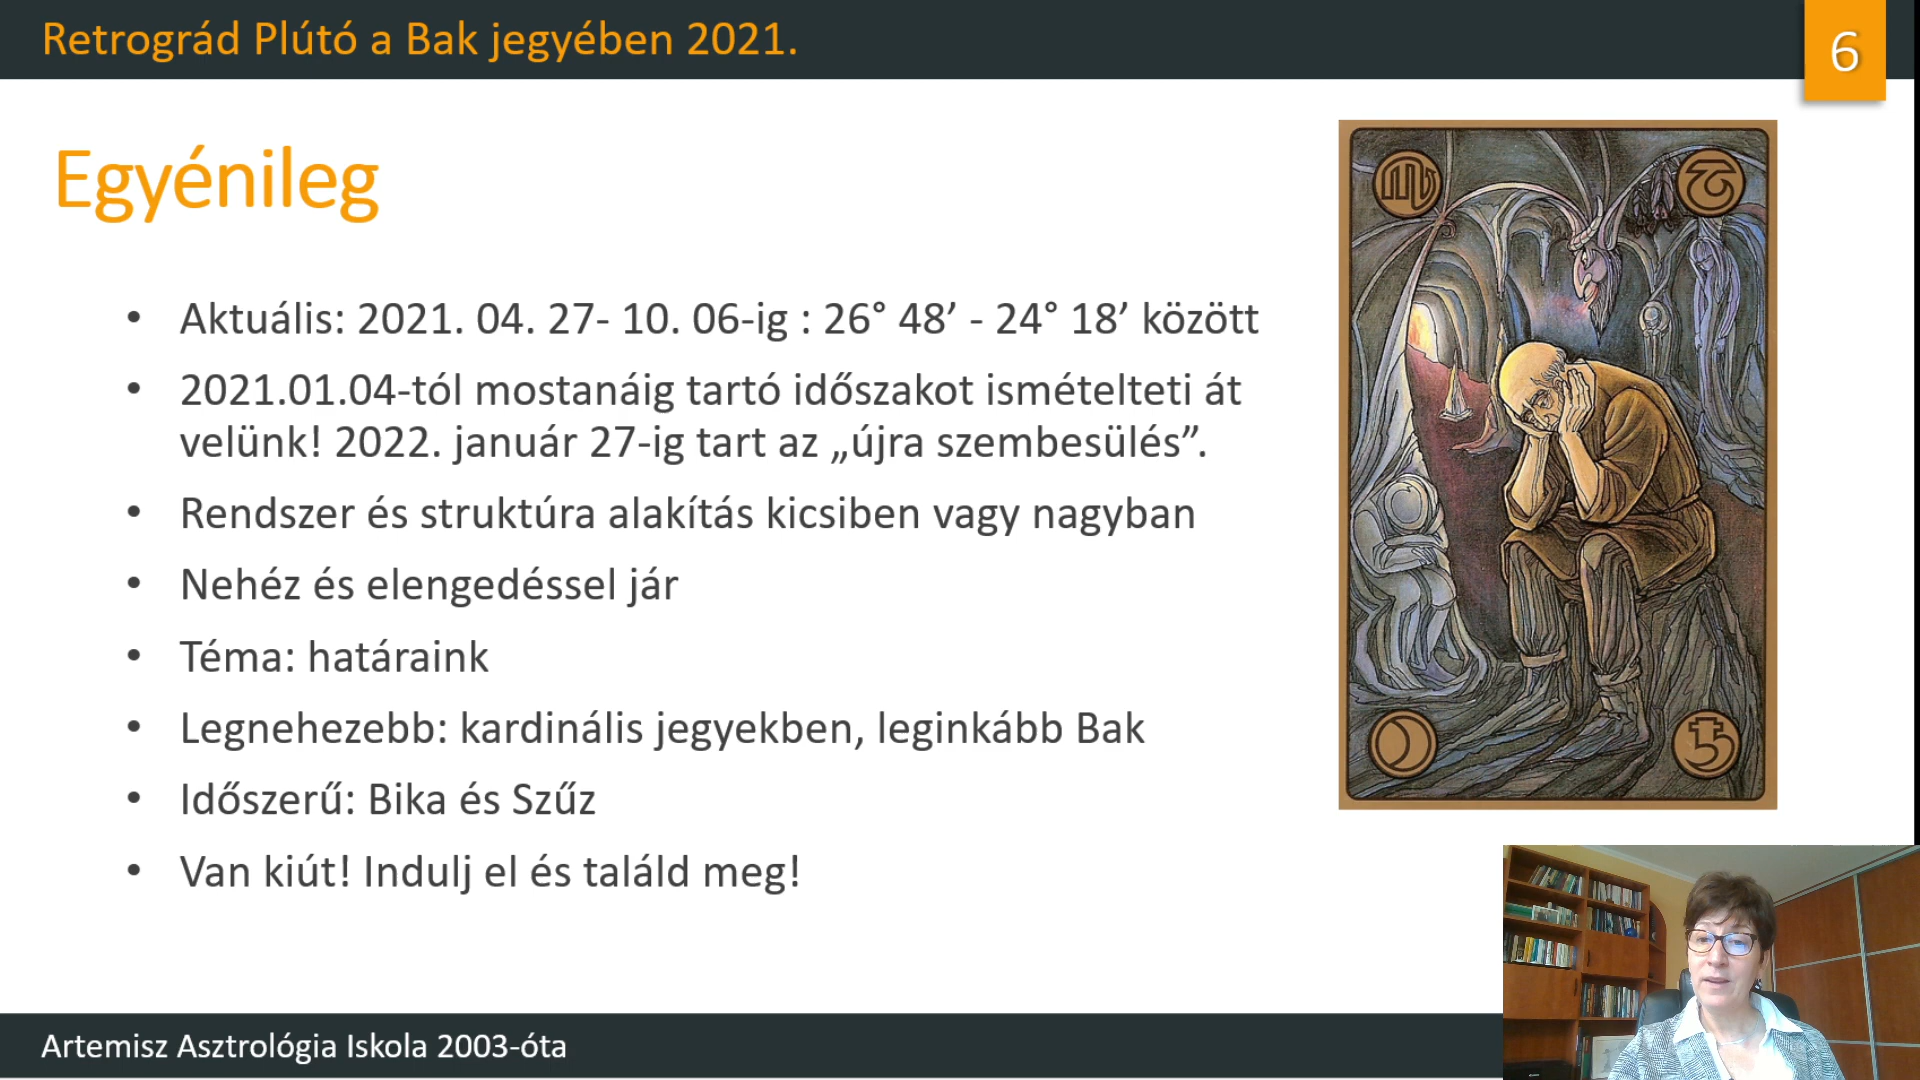 Retrográd Plútó a Bak jegyében 2021.
6
Egyénileg
• Aktuális: 2021. 04. 27- 10. 06-ig : 26° 48’ - 24° 18’ között
• 2021.01.04-tól mostanáig tartó időszakot ismételteti át
velünk! 2022. január 27-ig tart az „újra szembesülés”.
• Rendszer és struktúra alakítás kicsiben vagy nagyban
• Nehéz és elengedéssel jár
• Téma: határaink
• Legnehezebb: kardinális jegyekben, leginkább Bak
• Időszerű: Bika és Szűz
• Van kiút! Indulj el és találd meg!
Artemisz Asztrológia Iskola 2003-óta